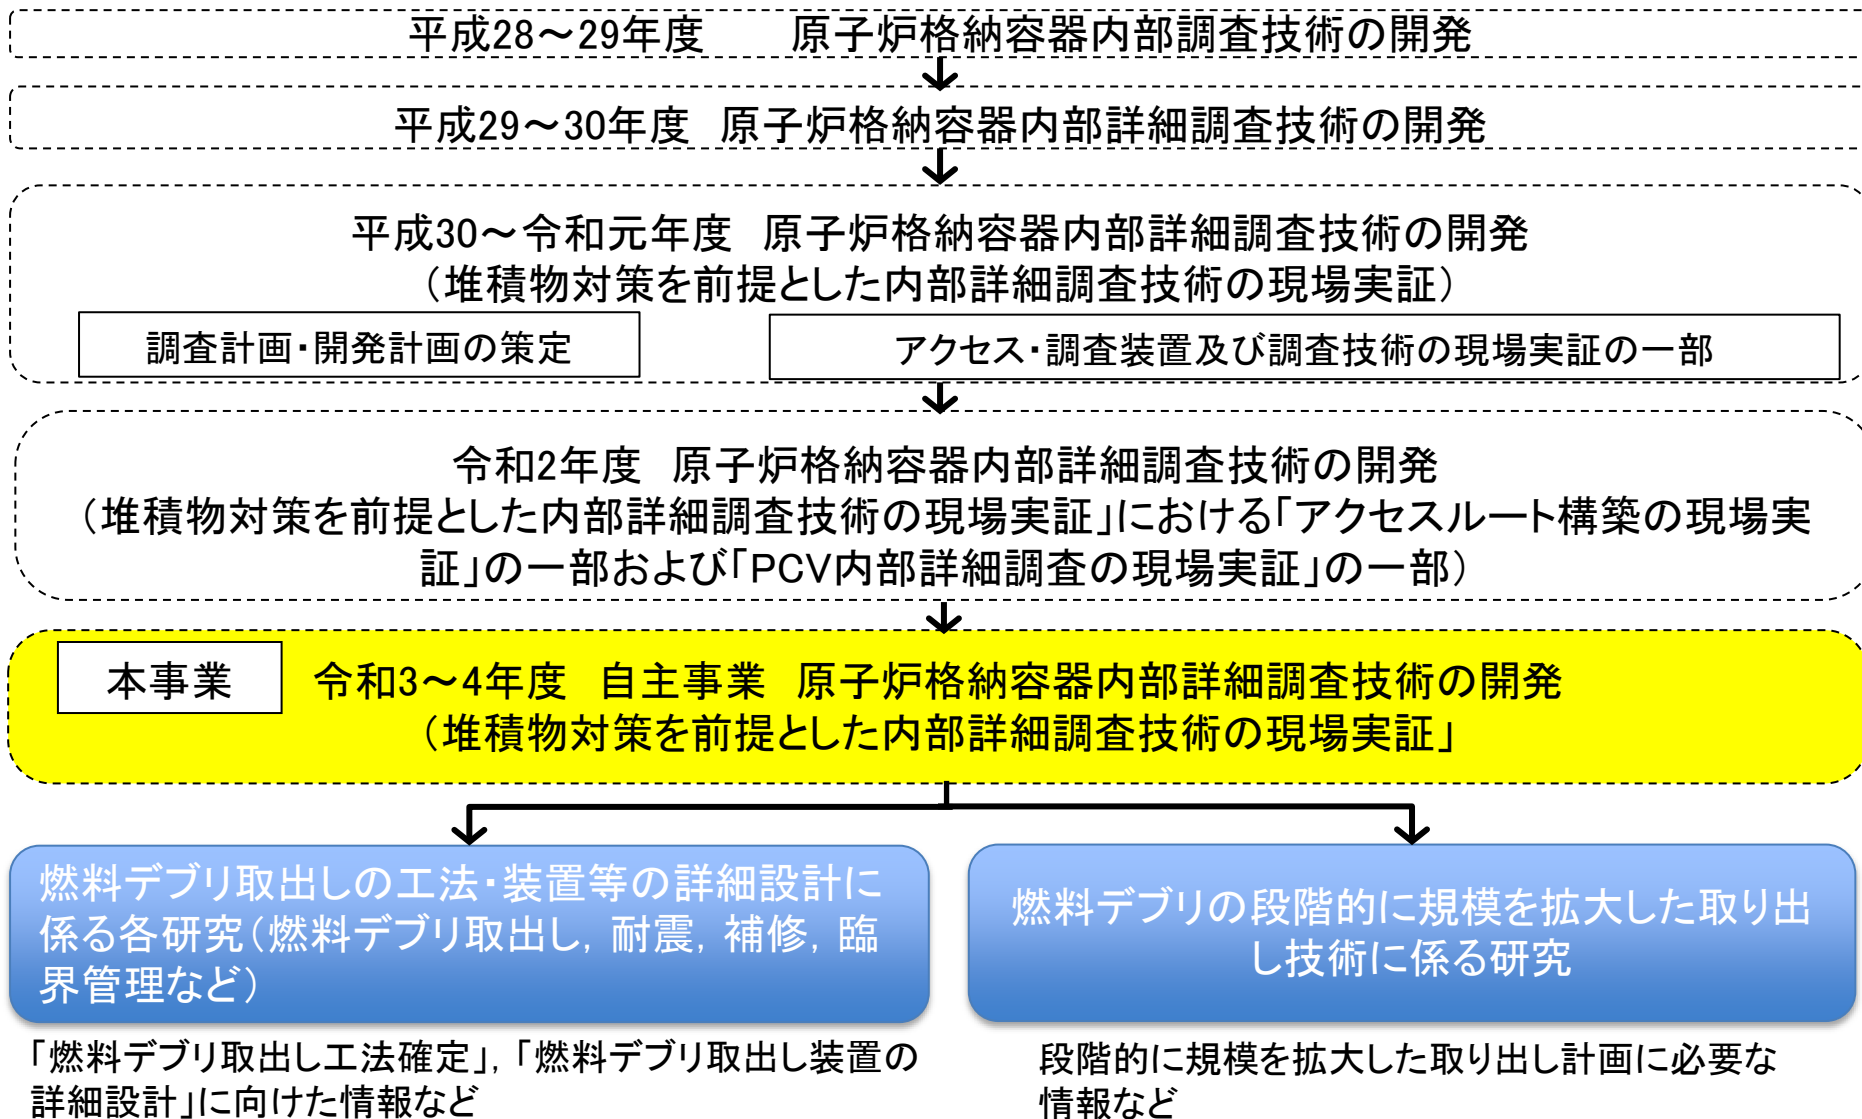 平成28～29年度　　原子炉格納容器内部調査技術の開発
平成29～30年度　原子炉格納容器内部詳細調査技術の開発
平成30～令和元年度　原子炉格納容器内部詳細調査技術の開発
（堆積物対策を前提とした内部詳細調査技術の現場実証）
調査計画・開発計画の策定
アクセス・調査装置及び調査技術の現場実証の一部
令和2年度　原子炉格納容器内部詳細調査技術の開発
（堆積物対策を前提とした内部詳細調査技術の現場実証」における「アクセスルート構築の現場実
証」の一部および「PCV内部詳細調査の現場実証」の一部）
本事業
令和3～4年度　自主事業　原子炉格納容器内部詳細調査技術の開発
（堆積物対策を前提とした内部詳細調査技術の現場実証」
燃料デブリ取出しの工法・装置等の詳細設計に
係る各研究（燃料デブリ取出し，耐震，補修，臨
界管理など）
燃料デブリの段階的に規模を拡大した取り出
し技術に係る研究
「燃料デブリ取出し工法確定」，「燃料デブリ取出し装置の
詳細設計」に向けた情報など
段階的に規模を拡大した取り出し計画に必要な
情報など